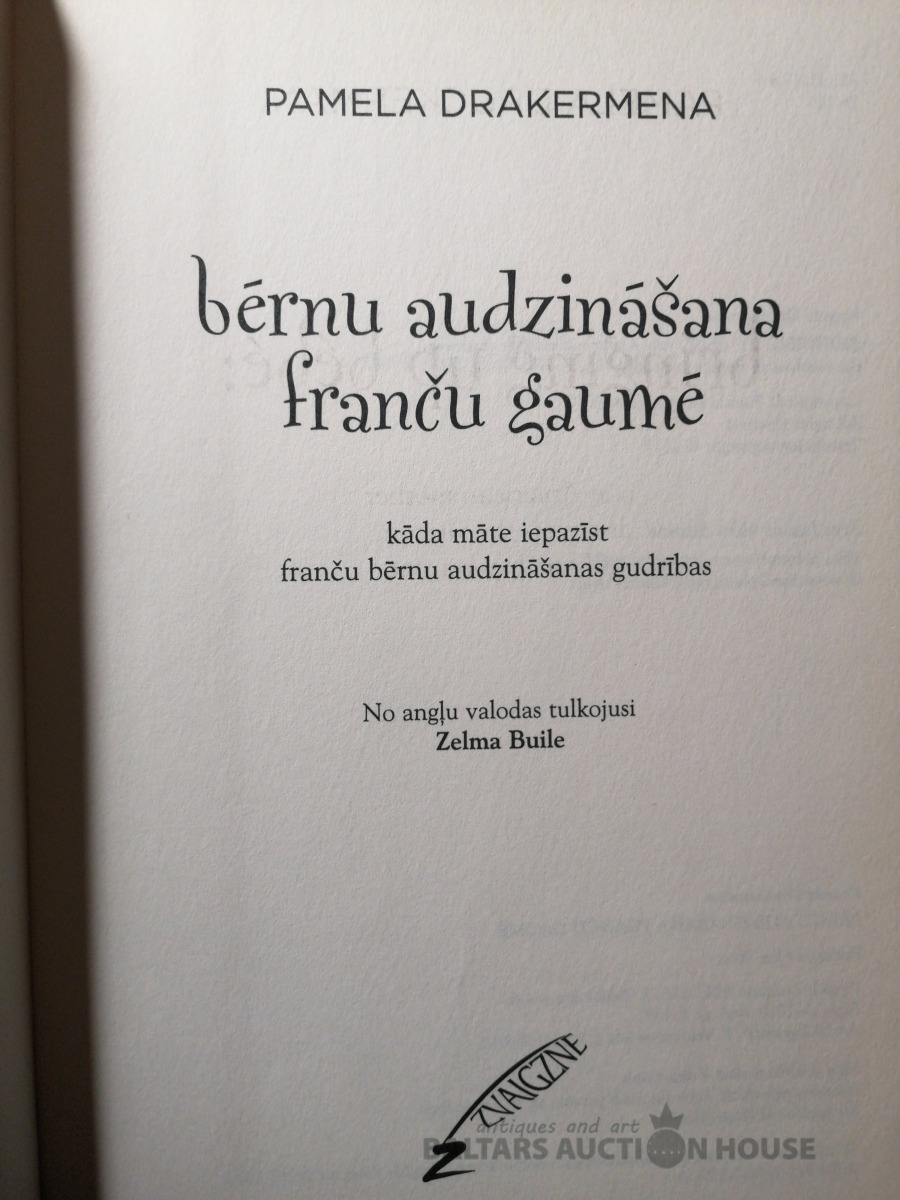 PAMELA DRAKERMENA
bērnu audzināšana
franču gaumē
kāda māte iepazīst
franču bērnu audzināšanas gudrības
No angļu valodas tulkojusi
Zelma Buile
ZVAIGZNE
antiques and art
BALTARS AUCTION HOUSE